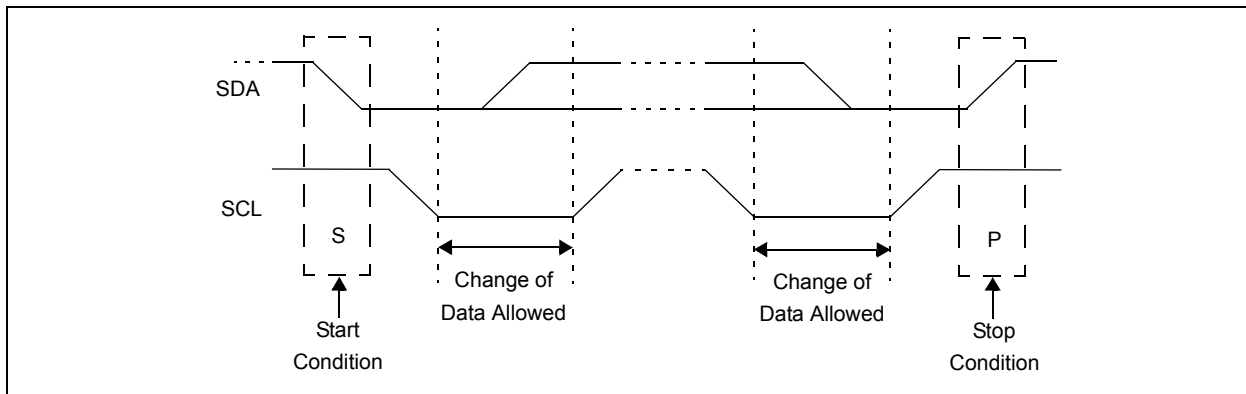 SDA
SCL
S
P
Change of
Data Allowed
Change of
Data Allowed
Start
Condition
Stop
Condition